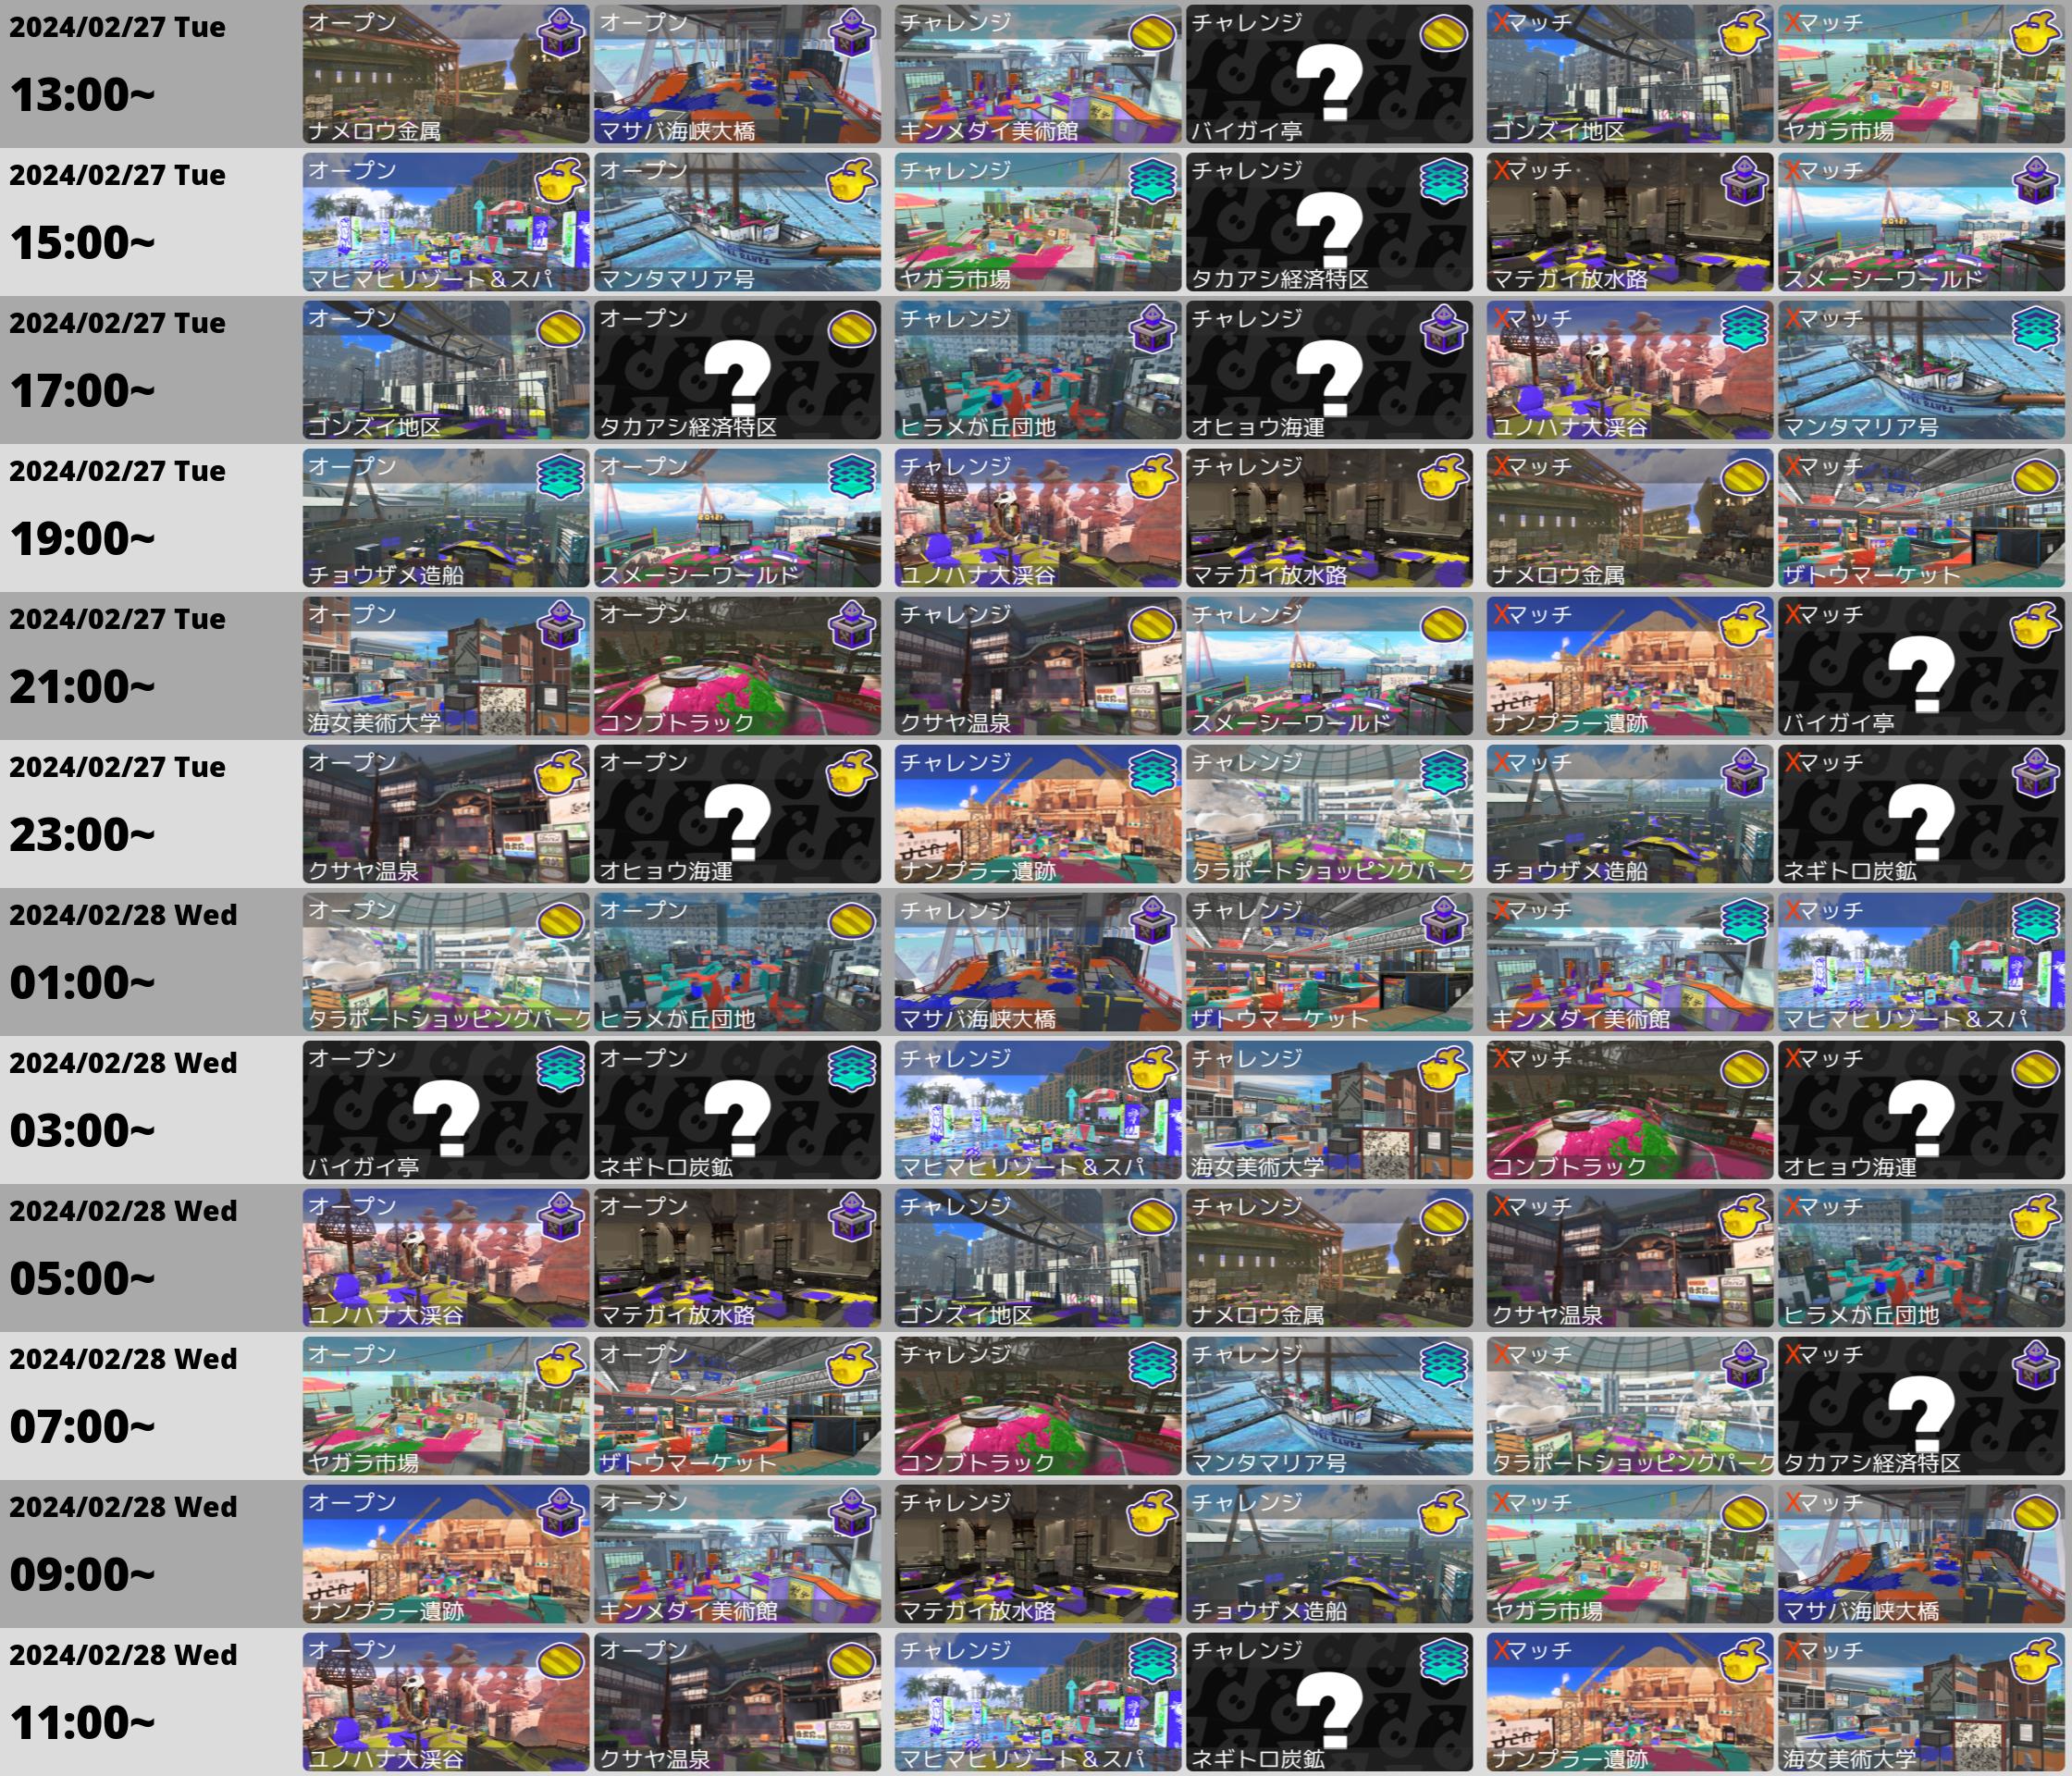 2024/02/27 Tue
13:00~
オープン オープン チャレンジ チャレンジ Xマッチ Xマッチ
ナメロウ金属 マサバ海峡大橋 キンメダイ美術館 バイガイ亭 ゴンズイ地区 ヤガラ市場
2024/02/27 Tue
15:00~
オープン オープン チャレンジ チャレンジ Xマッチ Xマッチ
マヒマヒリゾート＆スパ マンタマリア号 ヤガラ市場 タカアシ経済特区 マテガイ放水路 スメーシーワールド
2024/02/27 Tue
17:00~
オープン オープン チャレンジ チャレンジ Xマッチ Xマッチ
ゴンズイ地区 タカアシ経済特区 ヒラメが丘団地 オヒョウ海運 ユノハナ大渓谷 マンタマリア号
2024/02/27 Tue
19:00~
オープン オープン チャレンジ チャレンジ Xマッチ Xマッチ
チョウザメ造船 スメーシーワールド ユノハナ大渓谷 マテガイ放水路 ナメロウ金属 ザトウマーケット
2024/02/27 Tue
21:00~
オープン オープン チャレンジ チャレンジ Xマッチ Xマッチ
海女美術大学 コンブトラック クサヤ温泉 スメーシーワールド ナンプラー遺跡 バイガイ亭
2024/02/27 Tue
23:00~
オープン オープン チャレンジ チャレンジ Xマッチ Xマッチ
クサヤ温泉 オヒョウ海運 ナンプラー遺跡 タラポートショッピングパーク チョウザメ造船 ネギトロ炭鉱
2024/02/28 Wed
01:00~
オープン オープン チャレンジ チャレンジ Xマッチ Xマッチ
タラポートショッピングパーク ヒラメが丘団地 マサバ海峡大橋 ザトウマーケット キンメダイ美術館 マヒマヒリゾート＆スパ
2024/02/28 Wed
03:00~
オープン オープン チャレンジ チャレンジ Xマッチ Xマッチ
バイガイ亭 ネギトロ炭鉱 マヒマヒリゾート＆スパ 海女美術大学 コンブトラック オヒョウ海運
2024/02/28 Wed
05:00~
オープン オープン チャレンジ チャレンジ Xマッチ Xマッチ
ユノハナ大渓谷 マテガイ放水路 ゴンズイ地区 ナメロウ金属 クサヤ温泉 ヒラメが丘団地
2024/02/28 Wed
07:00~
オープン オープン チャレンジ チャレンジ Xマッチ Xマッチ
ヤガラ市場 ザトウマーケット コンブトラック マンタマリア号 タラポートショッピングパーク タカアシ経済特区
2024/02/28 Wed
09:00~
オープン オープン チャレンジ チャレンジ Xマッチ Xマッチ
ナンプラー遺跡 キンメダイ美術館 マテガイ放水路 チョウザメ造船 ヤガラ市場 マサバ海峡大橋
2024/02/28 Wed
11:00~
オープン オープン チャレンジ チャレンジ Xマッチ Xマッチ
ユノハナ大渓谷 クサヤ温泉 マヒマヒリゾート＆スパ ネギトロ炭鉱 ナンプラー遺跡 海女美術大学